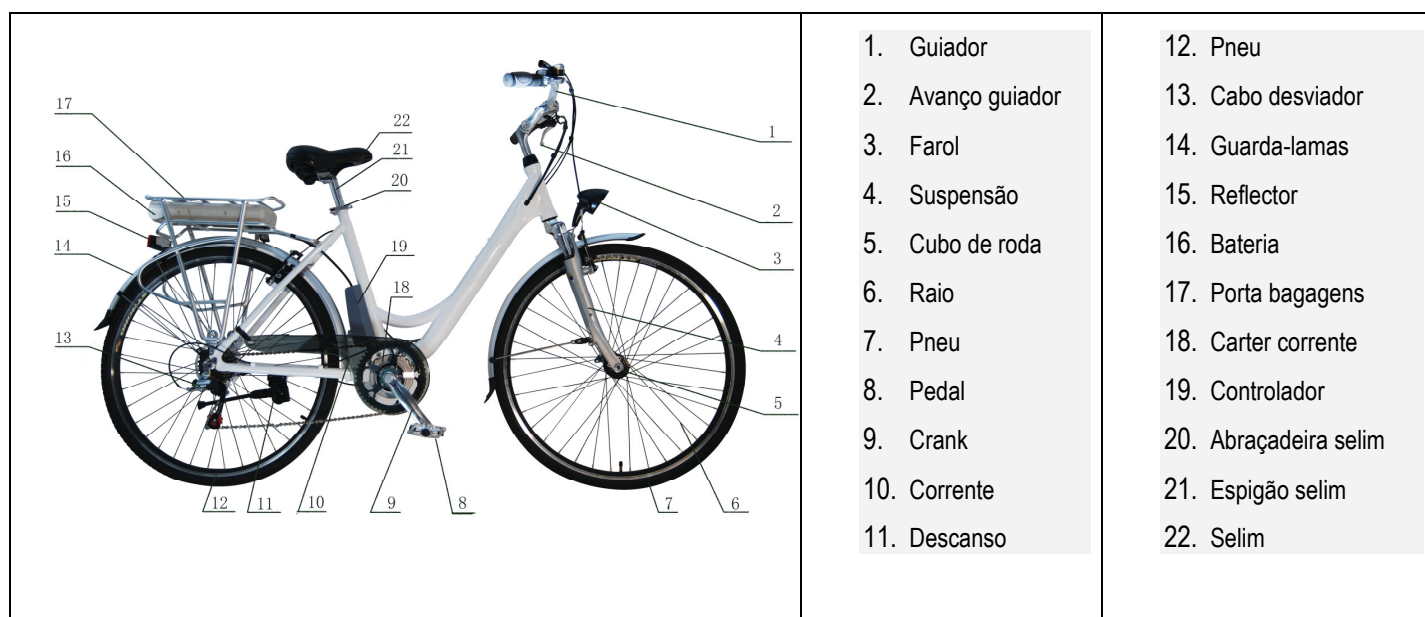 17
16
15
14
13
12
11
10
9
8
7
6
5
4
3
2
1
22
21
20
19
18
1. Guiador
2. Avanço guiador
3. Farol
4. Suspensão
5. Cubo de roda
6. Raio
7. Pneu
8. Pedal
9. Crank
10. Corrente
11. Descanso
12. Pneu
13. Cabo desviador
14. Guarda-lamas
15. Reflector
16. Bateria
17. Porta bagagens
18. Carter corrente
19. Controlador
20. Abraçadeira selim
21. Espigão selim
22. Selim